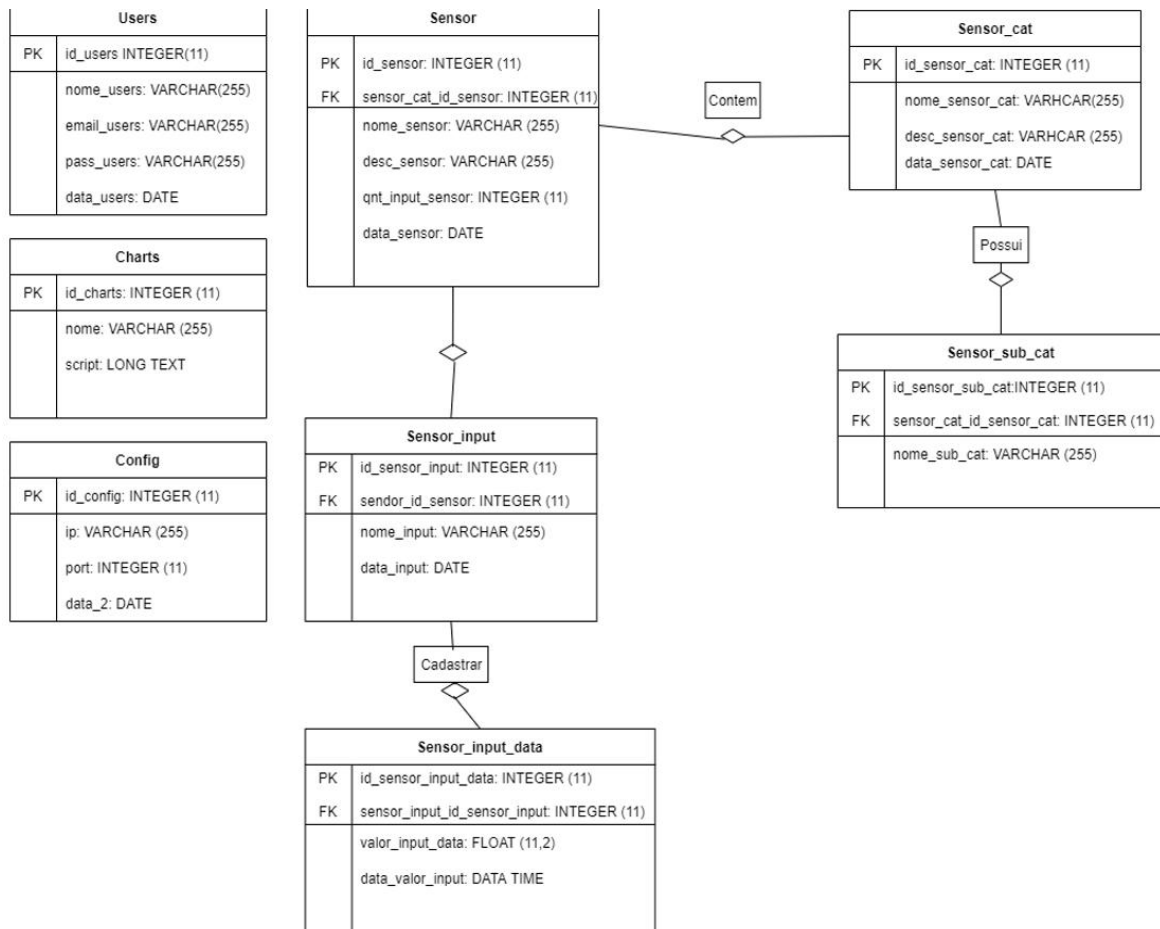 Users
PK id_users INTEGER(11)
nome_users: VARCHAR(255)
email_users: VARCHAR(255)
pass_users: VARCHAR(255)
data_users: DATE
Charts
PK id_charts: INTEGER (11)
nome: VARCHAR (255)
script: LONG TEXT
Config
PK id_config: INTEGER (11)
ip: VARCHAR (255)
port: INTEGER (11)
data_2: DATE
Sensor
PK id_sensor: INTEGER (11)
FK sensor_cat_id_sensor: INTEGER (11)
nome_sensor: VARCHAR (255)
desc_sensor: VARCHAR (255)
qnt_input_sensor: INTEGER (11)
data_sensor: DATE
Contem
Sensor_cat
PK id_sensor_cat: INTEGER (11)
nome_sensor_cat: VARHCAR(255)
desc_sensor_cat: VARHCAR (255)
data_sensor_cat: DATE
Possui
Sensor_sub_cat
PK id_sensor_sub_cat:INTEGER (11)
FK sensor_cat_id_sensor_cat: INTEGER (11)
nome_sub_cat: VARCHAR (255)
Sensor_input
PK id_sensor_input: INTEGER (11)
FK sendor_id_sensor: INTEGER (11)
nome_input: VARCHAR (255)
data_input: DATE
Cadastrar
Sensor_input_data
PK id_sensor_input_data: INTEGER (11)
FK sensor_input_id_sensor_input: INTEGER (11)
valor_input_data: FLOAT (11,2)
data_valor_input: DATA TIME